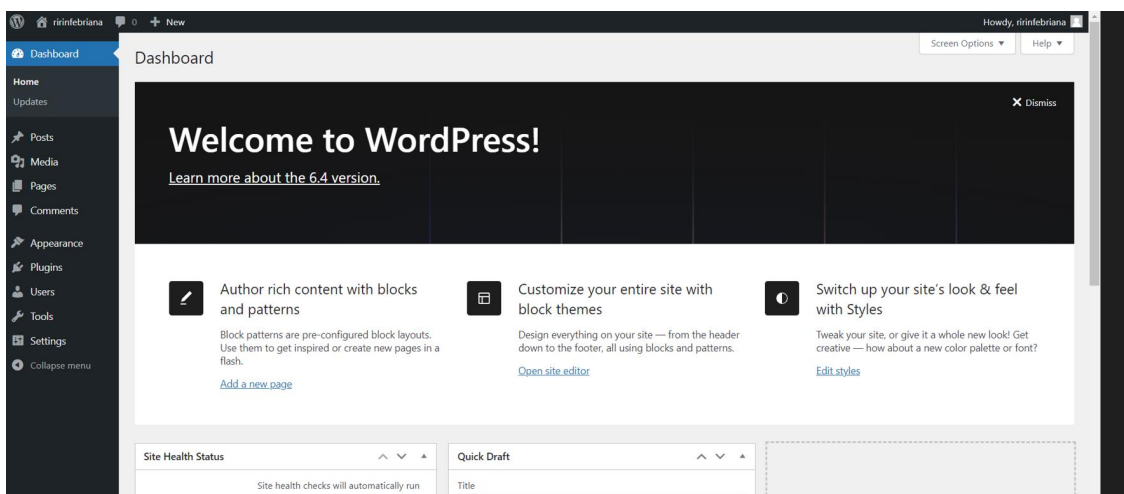 ririnfebriana 0 New Howdy, ririnfebriana
Dashboard
Home
Updates
Posts
Media
Pages
Comments
Appearance
Plugins
Users
Tools
Settings
Collapse menu
Screen Options Help
Dashboard
Dismiss
Welcome to WordPress!
Learn more about the 6.4 version.
Author rich content with blocks
and patterns
Block patterns are pre-configured block layouts.
Use them to get inspired or create new pages in a
flash.
Add a new page
Customize your entire site with
block themes
Design everything on your site — from the header
down to the footer, all using blocks and patterns.
Open site editor
Switch up your site’s look & feel
with Styles
Tweak your site, or give it a whole new look! Get
creative — how about a new color palette or font?
Edit styles
Site Health Status
Site health checks will automatically run
Quick Draft
Title